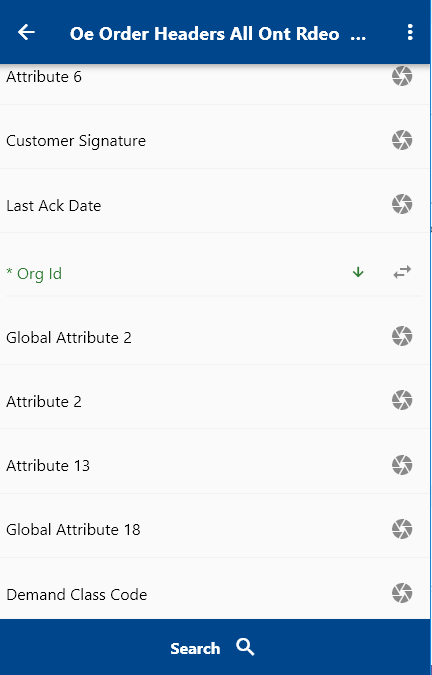 Oe Order Headers All Ont Rdeo ...
Attribute 6
Customer Signature
Last Ack Date
* Org Id
Global Attribute 2
Attribute 2
Attribute 13
Global Attribute 18
Demand Class Code
Search